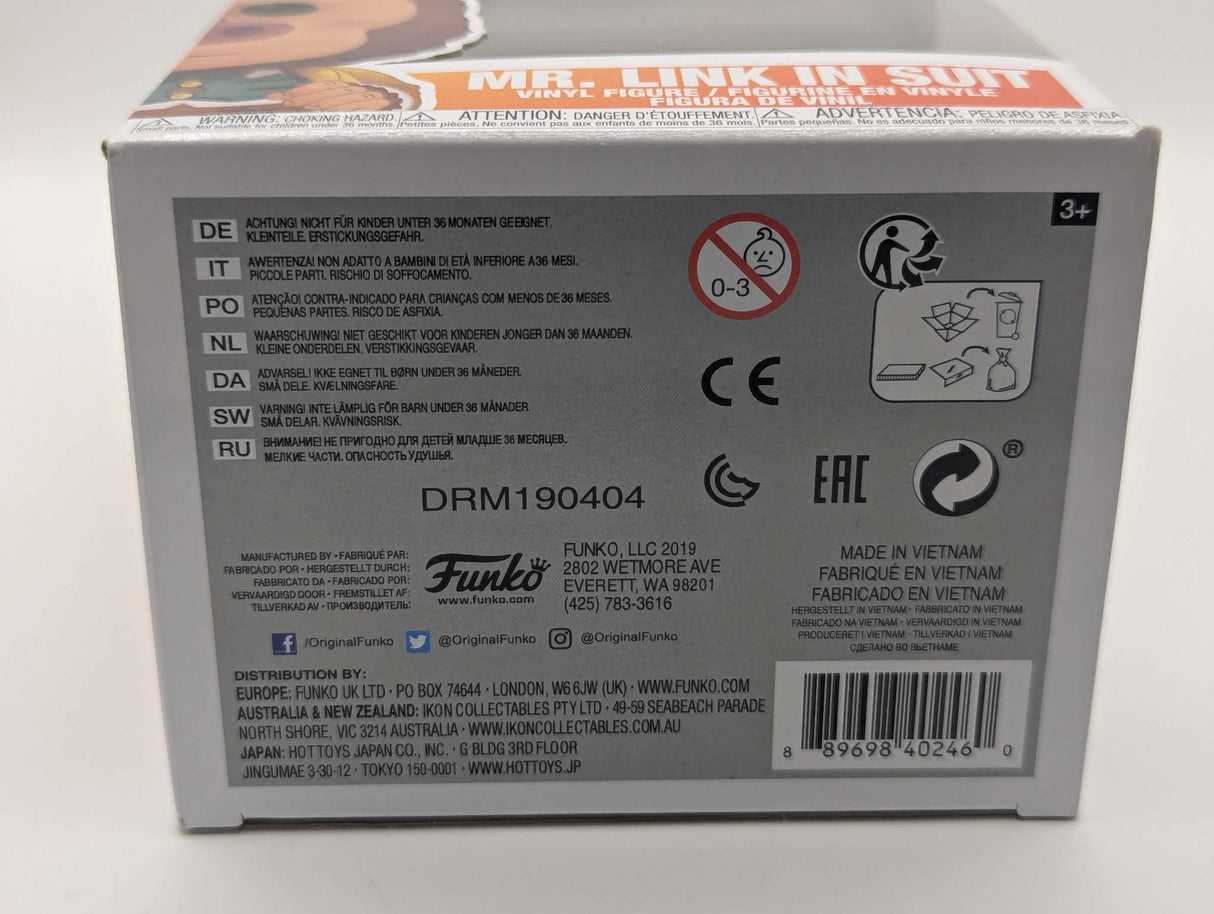 MR. LINK IN SUIT
VINYL FIGURE / FIGURINE EN VINYLE
FIGURA DE VINIL
WARNING: CHOKING HAZARD.
Small parts. Not suitable for children under 36 months.
ATTENTION: DANGER D'ÉTOUFFEMENT.
Petites pièces. Ne convient pas aux enfants de moins de 36 mois.
ADVERTENCIA: PELIGRO DE ASFIXIA
Partes pequeñas. No es adecuado para niños menores de 36 meses
3+
DE ACHTUNG! NICHT FÜR KINDER UNTER 36 MONATEN GEEIGNET.
KLEINTEILE. ERSTICKUNGSGEFAHR.
IT AWERTENZA! NON ADATTO A BAMBINI DI ETÀ INFERIORE A 36 MESI.
PICCOLE PARTI. RISCHIO DI SOFFOCAMENTO.
PO ATENÇÃO! CONTRA-INDICADO PARA CRIANÇAS COM MENOS DE 36 MESES.
PEQUENAS PARTES. RISCO DE ASFIXIA.
NL WAARSCHUWING! NIET GESCHIKT VOOR KINDEREN JONGER DAN 36 MAANDEN.
KLEINE ONDERDELEN. VERSTIKKINGSGEVAAR.
DA ADVARSEL! IKKE EGNET TIL BØRN UNDER 36 MÅNEDER.
SMÅ DELE. KVÆLNINGSFARE.
SW VARNING! INTE LÄMPLIG FÖR BARN UNDER 36 MÅNADER.
SMÅ DELAR. KVÄVNINGSRISK.
RU ВНИМАНИЕ! НЕ ПРИГОДНО ДЛЯ ДЕТЕЙ МЛАДШЕ 36 МЕСЯЦЕВ.
МЕЛКИЕ ЧАСТИ. ОПАСНОСТЬ УДУШЬЯ.
0-3
CE
EAC
®
DRM190404
MANUFACTURED BY • FABRIQUÉ PAR:
FABRICADO POR • HERGESTELLT DURCH:
FABBRICATO DA • FABRICADO POR:
VERVAARDIGD DOOR • FREMSTILLET AF:
TILLVERKAD AV • ПРОИЗВОДИТЕЛЬ:
Funko
www.funko.com
FUNKO, LLC 2019
2802 WETMORE AVE
EVERETT, WA 98201
(425) 783-3616
/OriginalFunko @OriginalFunko @OriginalFunko
MADE IN VIETNAM
FABRIQUÉ EN VIETNAM
FABRICADO EN VIETNAM
HERGESTELLT IN VIETNAM • FABBRICATO IN VIETNAM
FABRICADO NA VIETNAM • VERVAARDIGD IN VIETNAM
PRODUCERET I VIETNAM • TILLVERKAD I VIETNAM
СДЕЛАНО ВО ВЬЕТНАМЕ
DISTRIBUTION BY:
EUROPE: FUNKO UK LTD • PO BOX 74644 • LONDON, W6 6JW (UK) • WWW.FUNKO.COM
AUSTRALIA & NEW ZEALAND: IKON COLLECTABLES PTY LTD • 49-59 SEABEACH PARADE
NORTH SHORE, VIC 3214 AUSTRALIA • WWW.IKONCOLLECTABLES.COM.AU
JAPAN: HOT TOYS JAPAN CO., INC. • G BLDG 3RD FLOOR
JINGUMAE 3-30-12 • TOKYO 150-0001 • WWW.HOTTOYS.JP
8 89698 40246 0